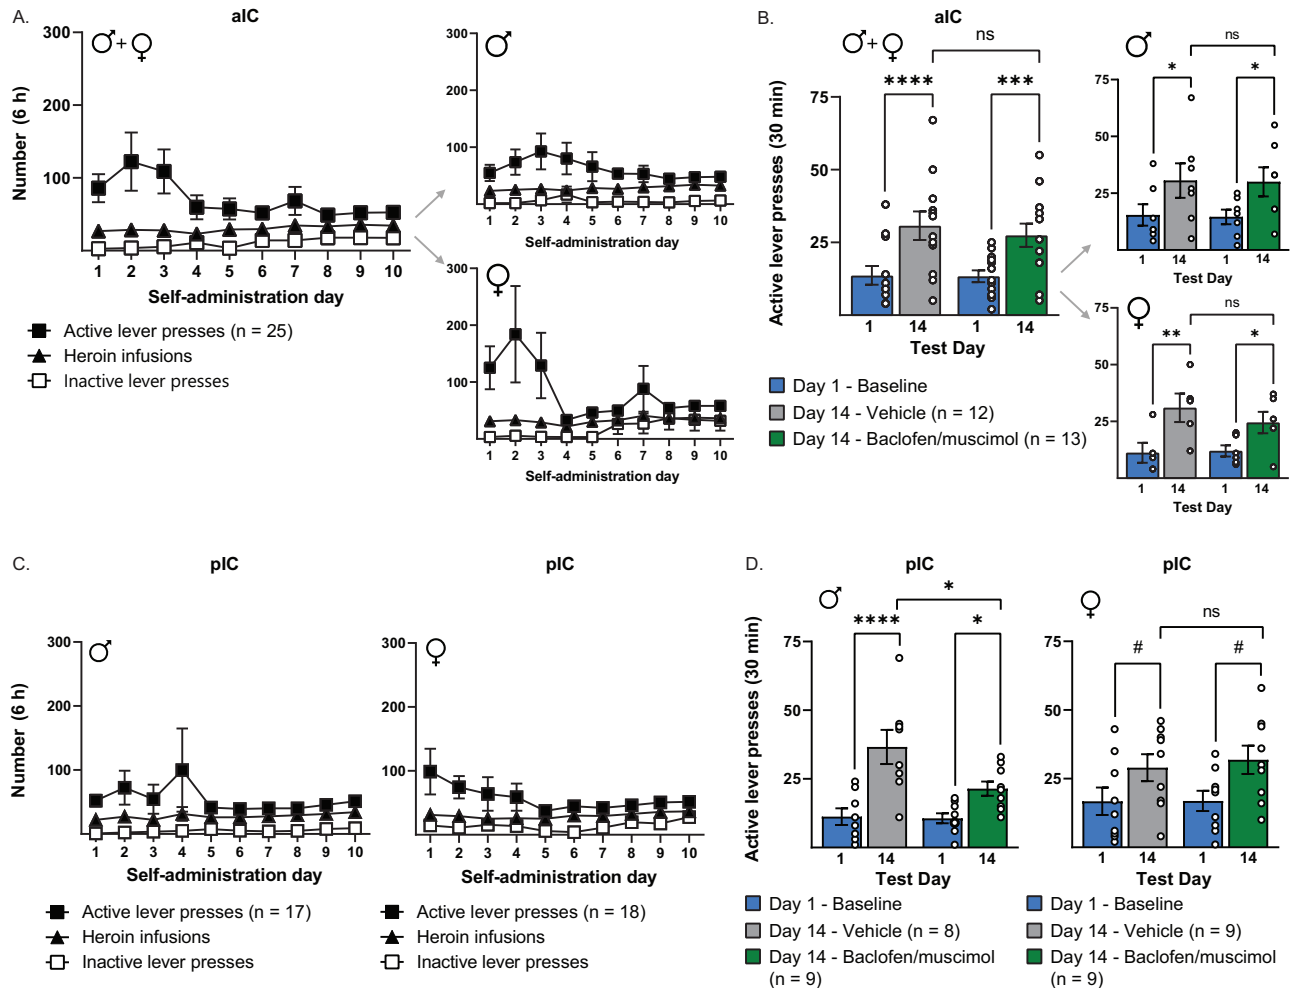 A.
aIC
♂ + ♀
Number (6 h)
300
200
100
1 2 3 4 5 6 7 8 9 10
Self-administration day
Active lever presses (n = 25)
Heroin infusions
Inactive lever presses
♂
300
200
100
1 2 3 4 5 6 7 8 9 10
Self-administration day
♀
300
200
100
1 2 3 4 5 6 7 8 9 10
Self-administration day
B.
aIC
♂ + ♀
ns
**** ***
Active lever presses (30 min)
75
50
25
1 14 1 14
Test Day
Day 1 - Baseline
Day 14 - Vehicle (n = 12)
Day 14 - Baclofen/muscimol (n = 13)
♂
ns
* *
75
50
25
1 14 1 14
Test Day
♀
ns
** *
75
50
25
1 14 1 14
Test Day
C.
pIC
♂
Number (6 h)
300
200
100
1 2 3 4 5 6 7 8 9 10
Self-administration day
Active lever presses (n = 17)
Heroin infusions
Inactive lever presses
pIC
♀
300
200
100
1 2 3 4 5 6 7 8 9 10
Self-administration day
Active lever presses (n = 18)
Heroin infusions
Inactive lever presses
D.
pIC
♂
*
**** *
Active lever presses (30 min)
75
50
25
1 14 1 14
Test Day
Day 1 - Baseline
Day 14 - Vehicle (n = 8)
Day 14 - Baclofen/muscimol
(n = 9)
pIC
♀
ns
# #
75
50
25
1 14 1 14
Test Day
Day 1 - Baseline
Day 14 - Vehicle (n = 9)
Day 14 - Baclofen/muscimol
(n = 9)